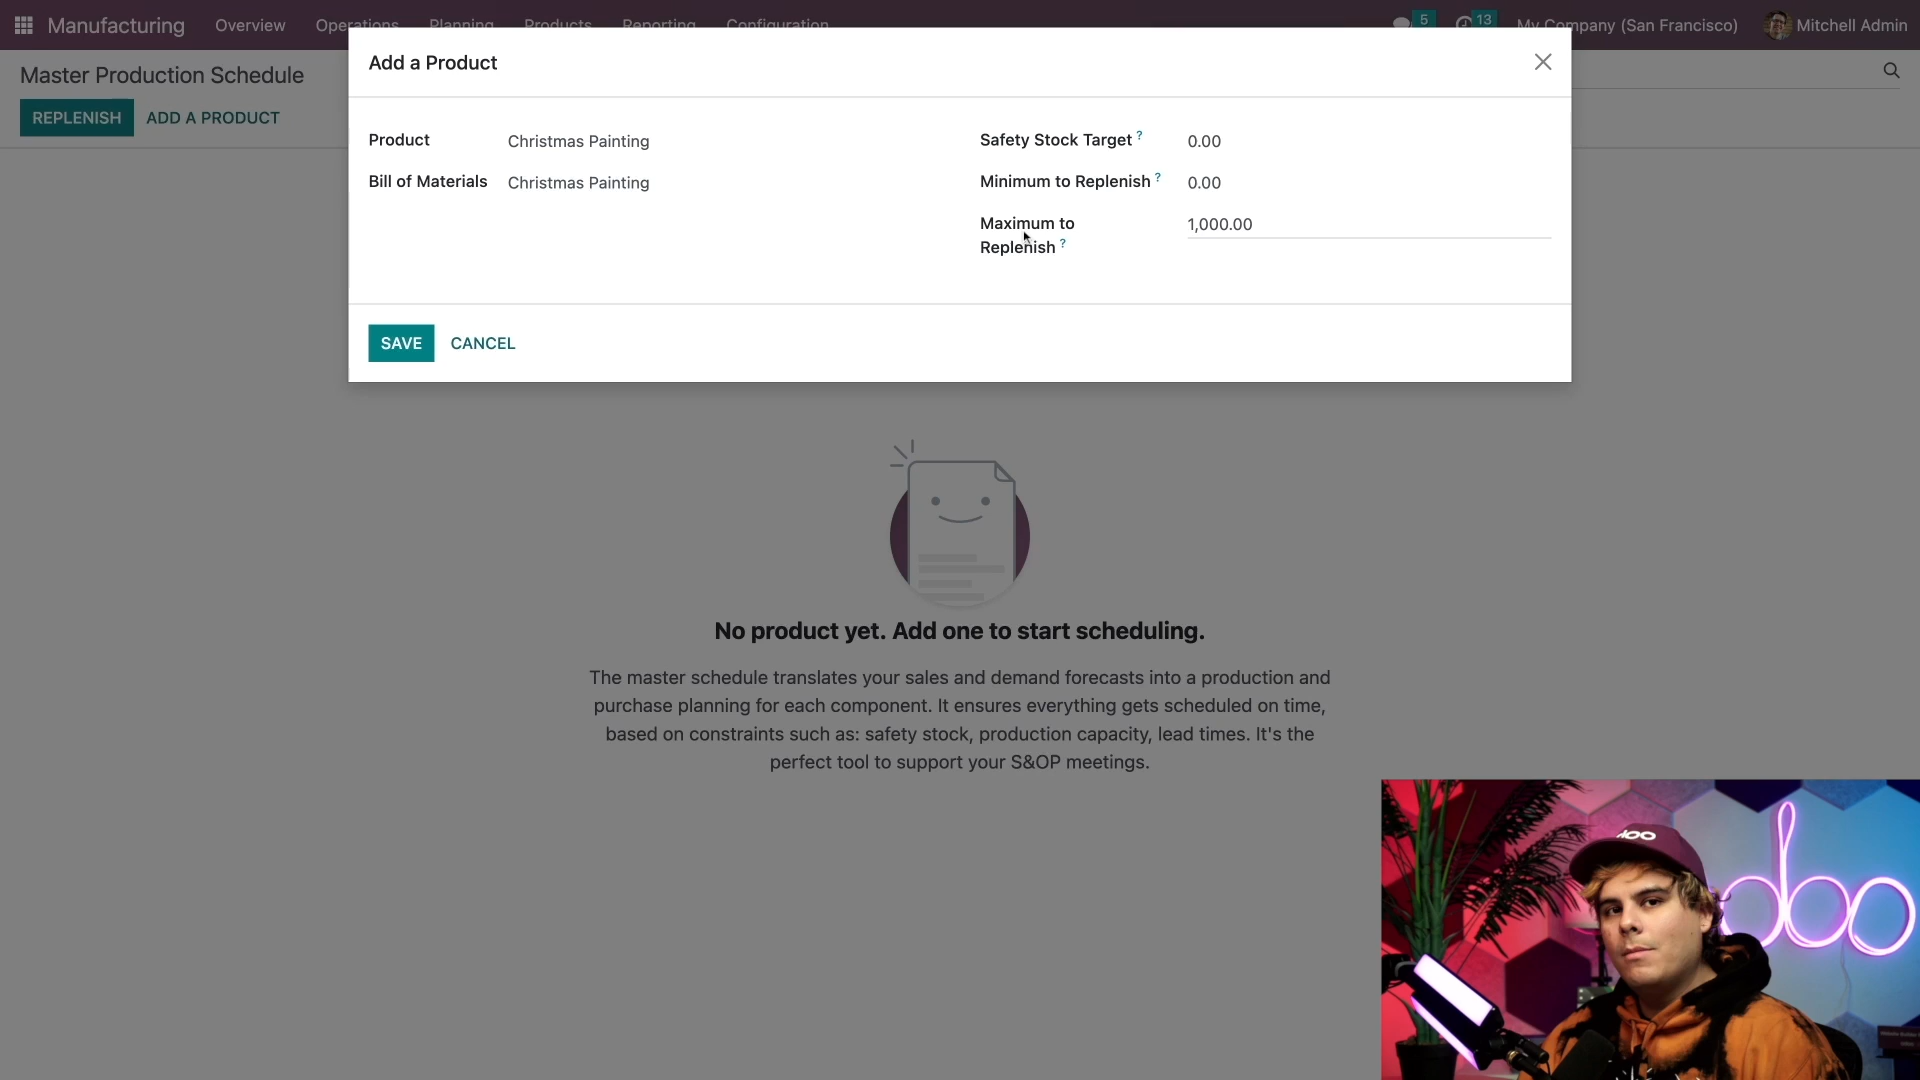 Manufacturing Overview Operations Planning Products Reporting Configuration 5 13 My Company (San Francisco) Mitchell Admin
Master Production Schedule
REPLENISH ADD A PRODUCT
Add a Product
Product Christmas Painting
Bill of Materials Christmas Painting
Safety Stock Target ? 0.00
Minimum to Replenish ? 0.00
Maximum to 1,000.00
Replenish ?
SAVE CANCEL
No product yet. Add one to start scheduling.
The master schedule translates your sales and demand forecasts into a production and
purchase planning for each component. It ensures everything gets scheduled on time,
based on constraints such as: safety stock, production capacity, lead times. It's the
perfect tool to support your S&OP meetings.